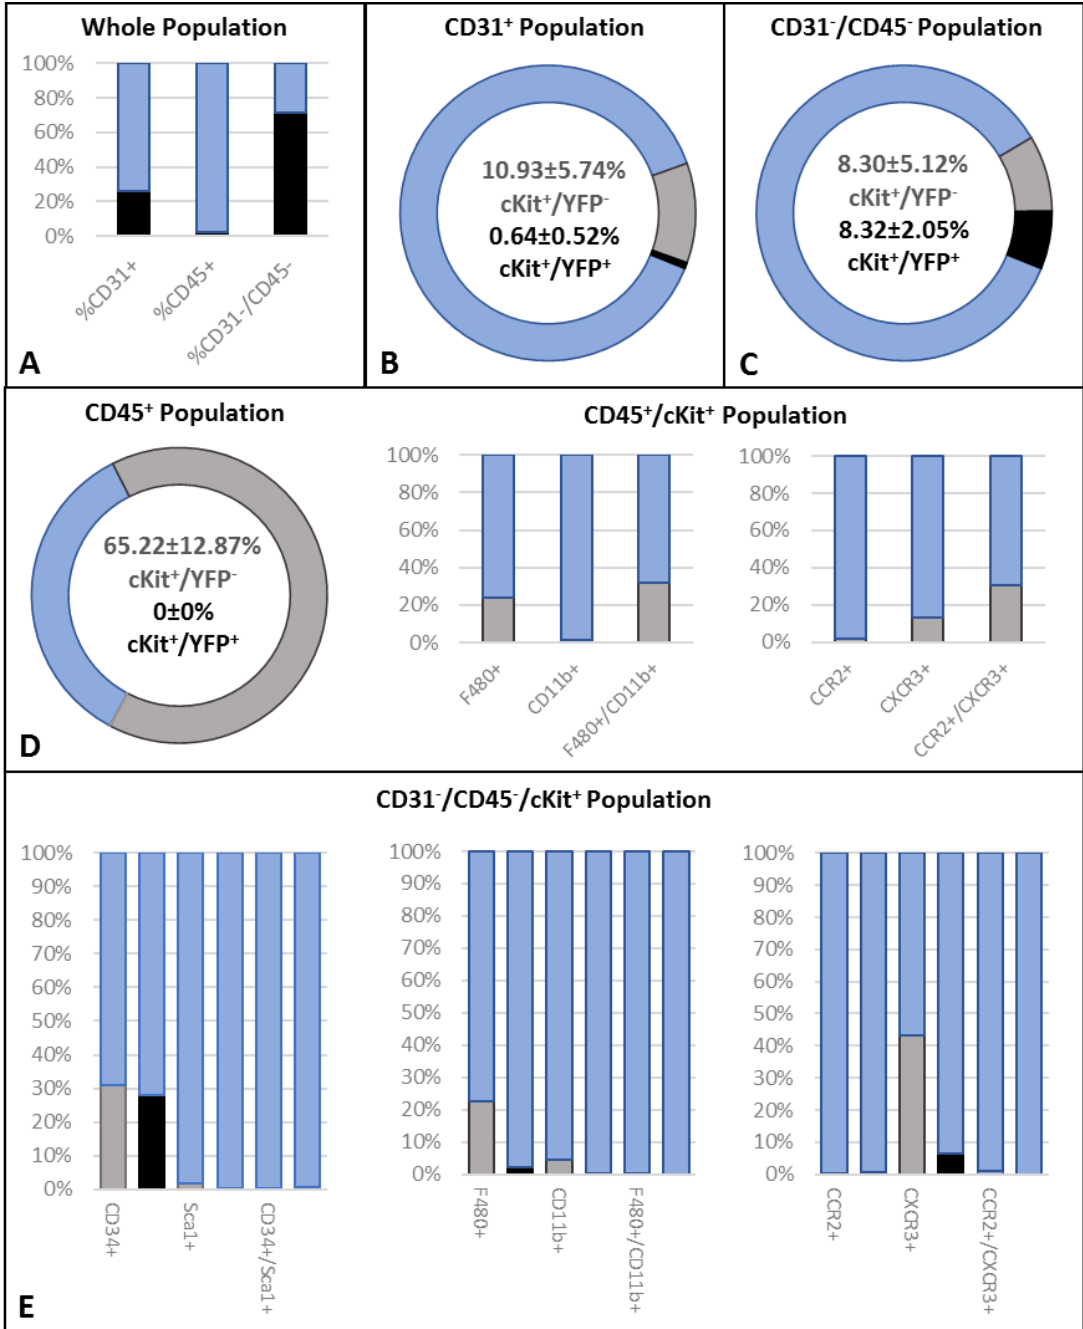 Whole Population
100%
80%
60%
40%
20%
0%
%CD31+
%CD45+
%CD31-/CD45-
A
CD31⁺ Population
10.93±5.74%
cKit⁺/YFP⁻
0.64±0.52%
cKit⁺/YFP⁺
B
CD31⁻/CD45⁻ Population
8.30±5.12%
cKit⁺/YFP⁻
8.32±2.05%
cKit⁺/YFP⁺
C
CD45⁺ Population
65.22±12.87%
cKit⁺/YFP⁻
0±0%
cKit⁺/YFP⁺
D
CD45⁺/cKit⁺ Population
100%
80%
60%
40%
20%
0%
F480+
CD11b+
F480+/CD11b+
100%
80%
60%
40%
20%
0%
CCR2+
CXCR3+
CCR2+/CXCR3+
CD31⁻/CD45⁻/cKit⁺ Population
100%
90%
80%
70%
60%
50%
40%
30%
20%
10%
0%
CD34+
Sca1+
CD34+/Sca1+
100%
90%
80%
70%
60%
50%
40%
30%
20%
10%
0%
F480+
CD11b+
F480+/CD11b+
100%
90%
80%
70%
60%
50%
40%
30%
20%
10%
0%
CCR2+
CXCR3+
CCR2+/CXCR3+
E